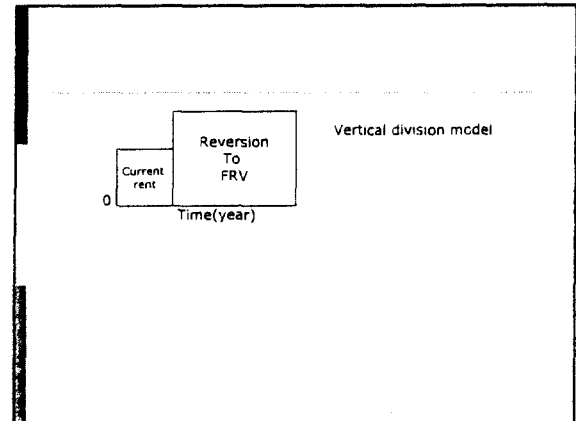 Vertical division model
Reversion
To
FRV
Current
rent
0
Time(year)